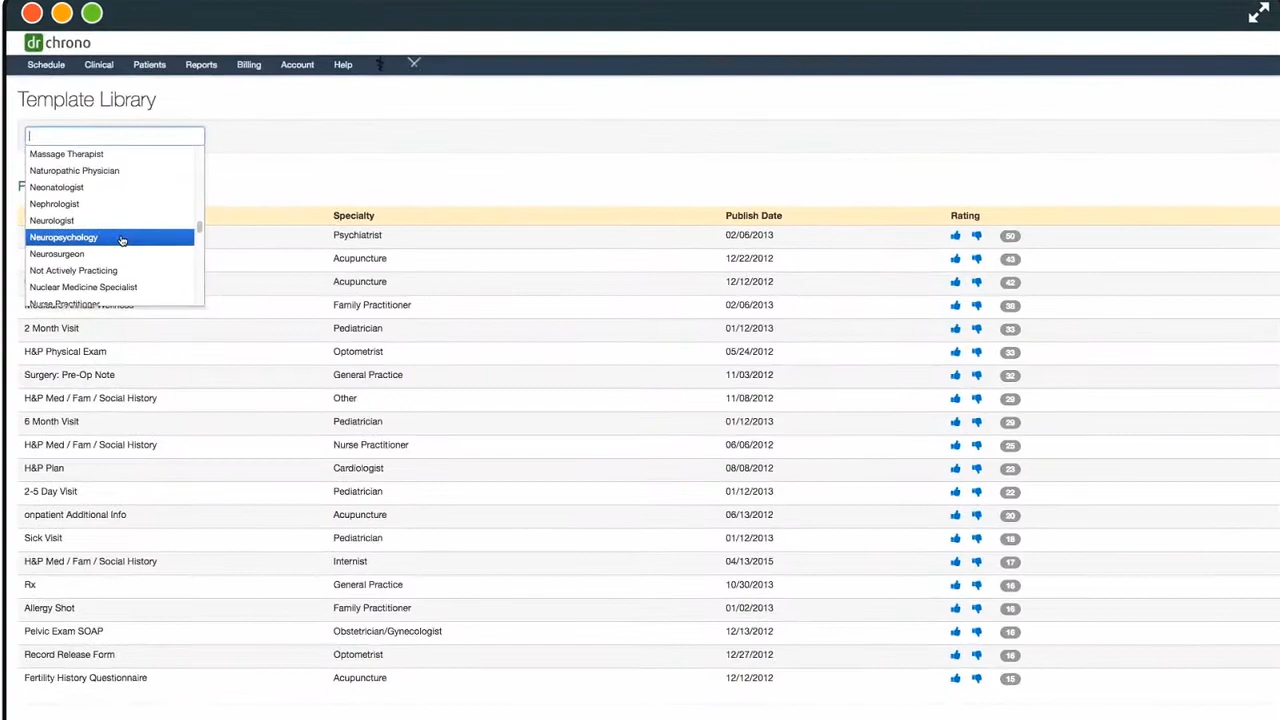 dr chrono
Schedule Clinical Patients Reports Billing Account Help
Template Library
Massage Therapist
Naturopathic Physician
Neonatologist
Nephrologist
Neurologist
Neuropsychology
Neurosurgeon
Not Actively Practicing
Nuclear Medicine Specialist
Nurse Practitioner
Specialty Publish Date Rating
Psychiatrist 02/06/2013 50
Acupuncture 12/22/2012 43
Acupuncture 12/12/2012 42
Family Practitioner 02/06/2013 38
2 Month Visit Pediatrician 01/12/2013 33
H&P Physical Exam Optometrist 05/24/2012 33
Surgery: Pre-Op Note General Practice 11/03/2012 32
H&P Med / Fam / Social History Other 11/08/2012 29
6 Month Visit Pediatrician 01/12/2013 29
H&P Med / Fam / Social History Nurse Practitioner 06/06/2012 25
H&P Plan Cardiologist 08/08/2012 23
2-5 Day Visit Pediatrician 01/12/2013 22
onpatient Additional Info Acupuncture 06/13/2012 20
Sick Visit Pediatrician 01/12/2013 18
H&P Med / Fam / Social History Internist 04/13/2015 17
Rx General Practice 10/30/2013 16
Allergy Shot Family Practitioner 01/02/2013 16
Pelvic Exam SOAP Obstetrician/Gynecologist 12/13/2012 16
Record Release Form Optometrist 12/27/2012 15
Fertility History Questionnaire Acupuncture 12/12/2012 15